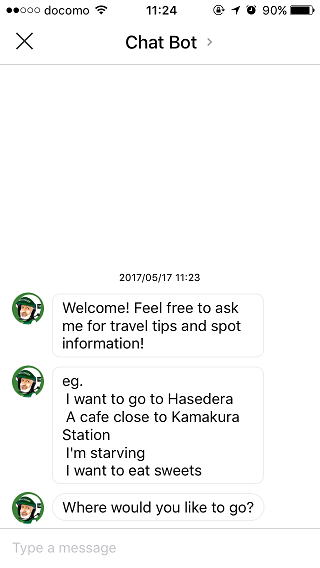 docomo 11:24 90%
Chat Bot
2017/05/17 11:23
Welcome! Feel free to ask
me for travel tips and spot
information!
eg.
I want to go to Hasedera
A cafe close to Kamakura
Station
I'm starving
I want to eat sweets
Where would you like to go?
Type a message